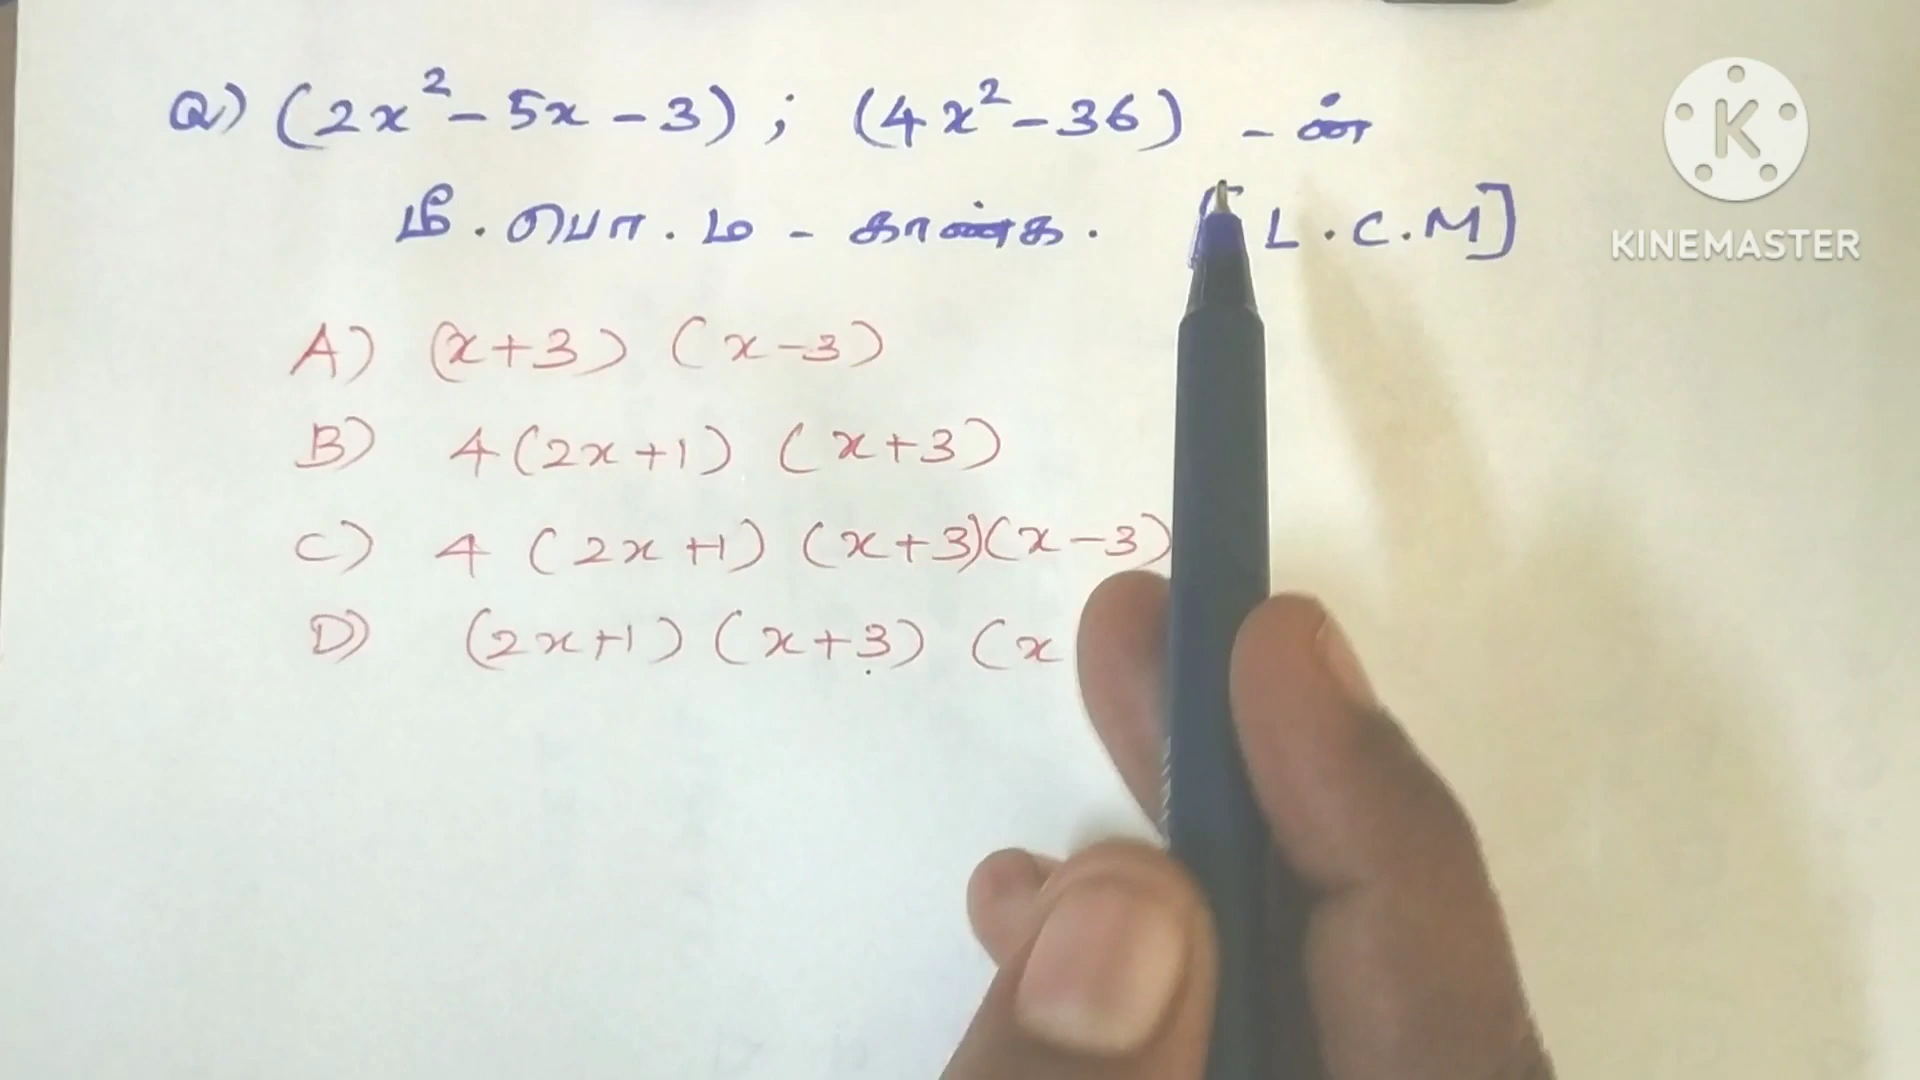 Q) (2x² - 5x - 3) ; (4x² - 36) - ன்
மீ . பொ . ம - காண்க . [L . C . M]
A) (x+3) (x-3)
B) 4(2x+1) (x+3)
C) 4 (2x+1) (x+3)(x-3)
D) (2x+1) (x+3) (x
K
KINEMASTER